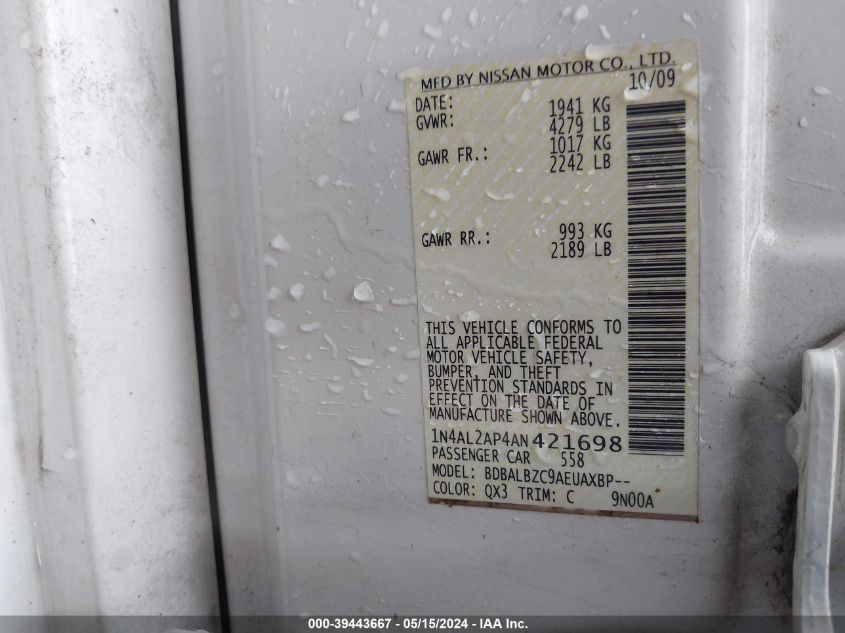 MFD BY NISSAN MOTOR CO., LTD.
DATE: 10/09
GVWR: 1941 KG
4279 LB
GAWR FR.: 1017 KG
2242 LB
GAWR RR.: 993 KG
2189 LB
THIS VEHICLE CONFORMS TO
ALL APPLICABLE FEDERAL
MOTOR VEHICLE SAFETY,
BUMPER, AND THEFT
PREVENTION STANDARDS IN
EFFECT ON THE DATE OF
MANUFACTURE SHOWN ABOVE.
1N4AL2AP4AN421698
PASSENGER CAR 558
MODEL: BDBALBZC9AEUAXBP--
COLOR: QX3 TRIM: C 9N00A
000-39443667 - 05/15/2024 - IAA Inc.